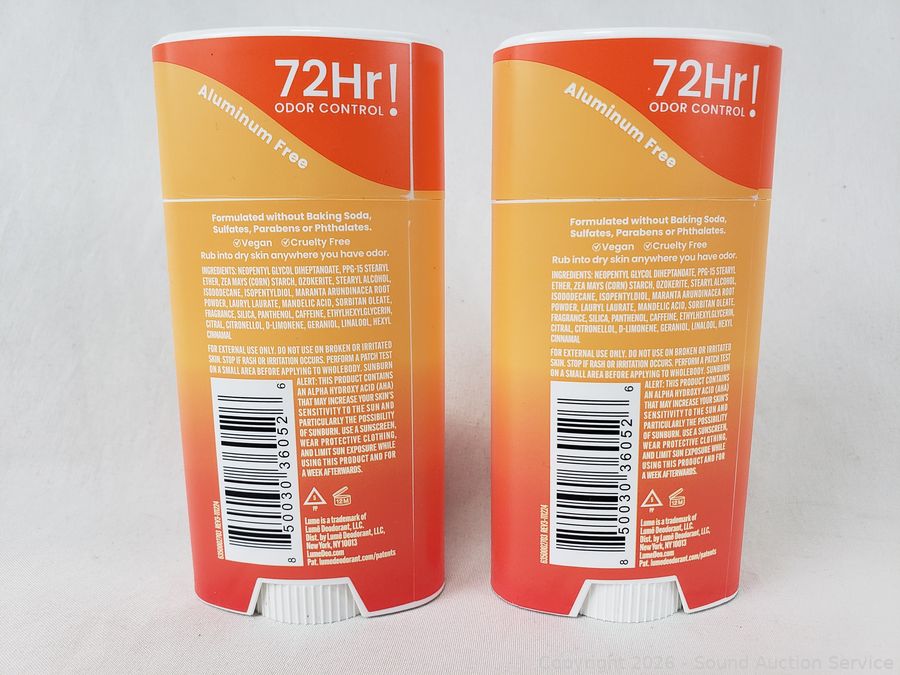 72Hr!
ODOR CONTROL
Aluminum Free
Formulated without Baking Soda,
Sulfates, Parabens or Phthalates.
Vegan Cruelty Free
Rub into dry skin anywhere you have odor.
INGREDIENTS: NEOPENTYL GLYCOL DIHEPTANOATE, PPG-15 STEARYL
ETHER, ZEA MAYS (CORN) STARCH, OZOKERITE, STEARYL ALCOHOL,
ISODODECANE, ISOPENTYLDIOL, MARANTA ARUNDINACEA ROOT
POWDER, LAURYL LAURATE, MANDELIC ACID, SORBITAN OLEATE,
FRAGRANCE, SILICA, PANTHENOL, CAFFEINE, ETHYLHEXYLGLYCERIN,
CITRAL, CITRONELLOL, D-LIMONENE, GERANIOL, LINALOOL, HEXYL
CINNAMAL
FOR EXTERNAL USE ONLY. DO NOT USE ON BROKEN OR IRRITATED
SKIN. STOP IF RASH OR IRRITATION OCCURS. PERFORM A PATCH TEST
ON A SMALL AREA BEFORE APPLYING TO WHOLEBODY. SUNBURN
ALERT: THIS PRODUCT CONTAINS
AN ALPHA HYDROXY ACID (AHA)
THAT MAY INCREASE YOUR SKIN'S
SENSITIVITY TO THE SUN AND
PARTICULARLY THE POSSIBILITY
OF SUNBURN. USE A SUNSCREEN,
WEAR PROTECTIVE CLOTHING,
AND LIMIT SUN EXPOSURE WHILE
USING THIS PRODUCT AND FOR
A WEEK AFTERWARDS.
8 50030 36052 6
1
PP
12M
Lume is a trademark of
Lumē Deodorant, LLC.
Dist. by Lumē Deodorant, LLC,
New York, NY 10013
LumeDeo.com
Pat. lumedeodorant.com/patents
72Hr!
ODOR CONTROL
Aluminum Free
Formulated without Baking Soda,
Sulfates, Parabens or Phthalates.
Vegan Cruelty Free
Rub into dry skin anywhere you have odor.
INGREDIENTS: NEOPENTYL GLYCOL DIHEPTANOATE, PPG-15 STEARYL
ETHER, ZEA MAYS (CORN) STARCH, OZOKERITE, STEARYL ALCOHOL,
ISODODECANE, ISOPENTYLDIOL, MARANTA ARUNDINACEA ROOT
POWDER, LAURYL LAURATE, MANDELIC ACID, SORBITAN OLEATE,
FRAGRANCE, SILICA, PANTHENOL, CAFFEINE, ETHYLHEXYLGLYCERIN,
CITRAL, CITRONELLOL, D-LIMONENE, GERANIOL, LINALOOL, HEXYL
CINNAMAL
FOR EXTERNAL USE ONLY. DO NOT USE ON BROKEN OR IRRITATED
SKIN. STOP IF RASH OR IRRITATION OCCURS. PERFORM A PATCH TEST
ON A SMALL AREA BEFORE APPLYING TO WHOLEBODY. SUNBURN
ALERT: THIS PRODUCT CONTAINS
AN ALPHA HYDROXY ACID (AHA)
THAT MAY INCREASE YOUR SKIN'S
SENSITIVITY TO THE SUN AND
PARTICULARLY THE POSSIBILITY
OF SUNBURN. USE A SUNSCREEN,
WEAR PROTECTIVE CLOTHING,
AND LIMIT SUN EXPOSURE WHILE
USING THIS PRODUCT AND FOR
A WEEK AFTERWARDS.
8 50030 36052 6
1
PP
12M
Lume is a trademark of
Lumē Deodorant, LLC.
Dist. by Lumē Deodorant, LLC,
New York, NY 10013
LumeDeo.com
Pat. lumedeodorant.com/patents
Copyright 2026 - Sound Auction Service